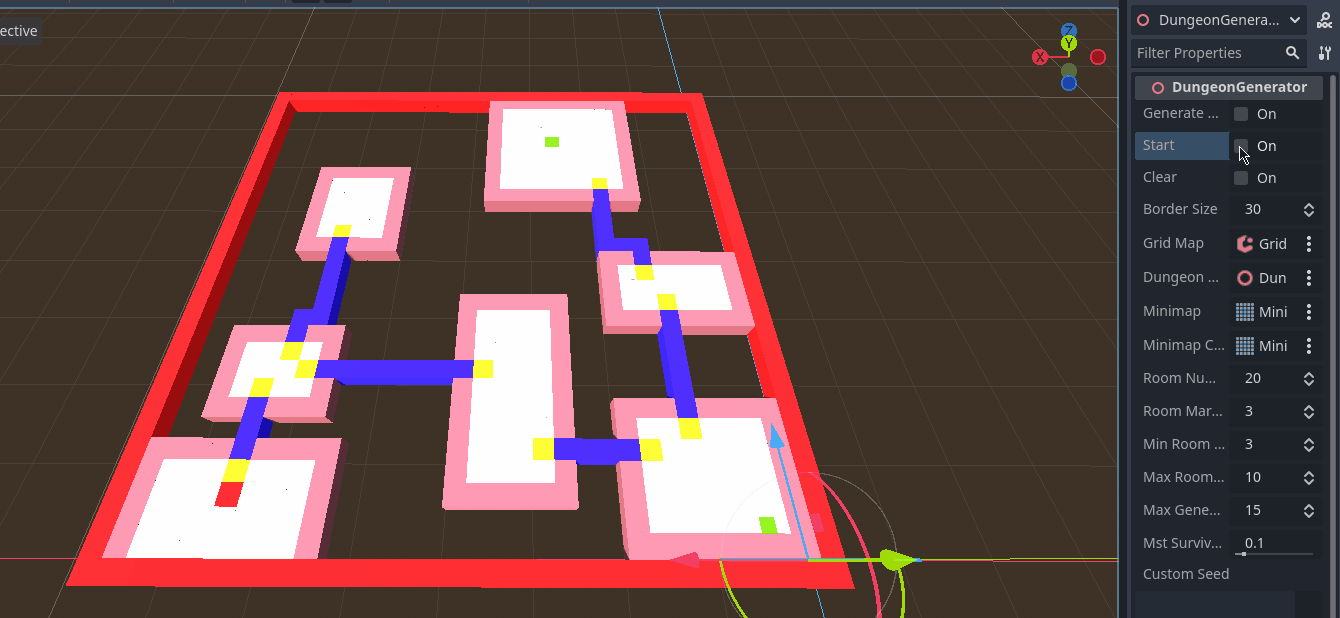 ective
Z
Y
X
DungeonGenera...
Filter Properties
DungeonGenerator
Generate ... On
Start On
Clear On
Border Size 30
Grid Map Grid
Dungeon ... Dun
Minimap Mini
Minimap C... Mini
Room Nu... 20
Room Mar... 3
Min Room ... 3
Max Room... 10
Max Gene... 15
Mst Surviv... 0.1
Custom Seed